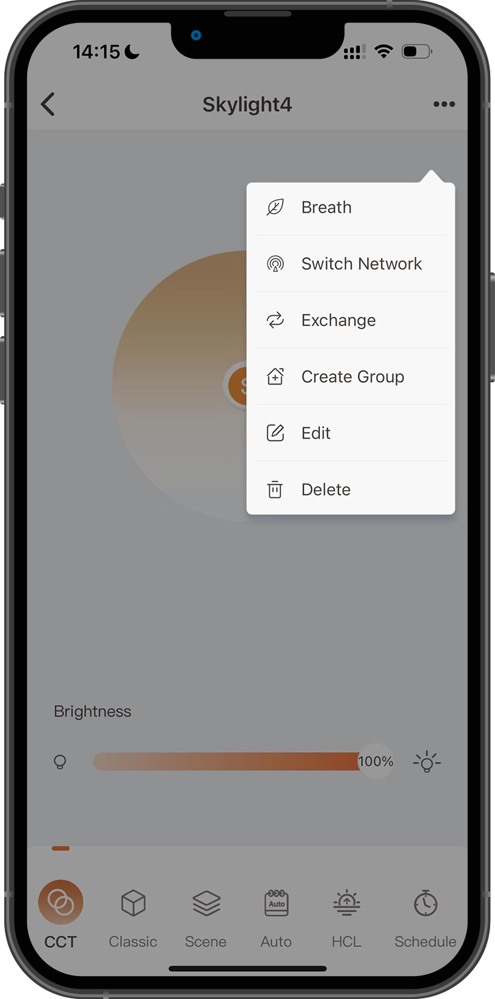 14:15
Skylight4
Breath
Switch Network
Exchange
Create Group
Edit
Delete
S
Brightness
100%
Auto
CCT
Classic
Scene
Auto
HCL
Schedule